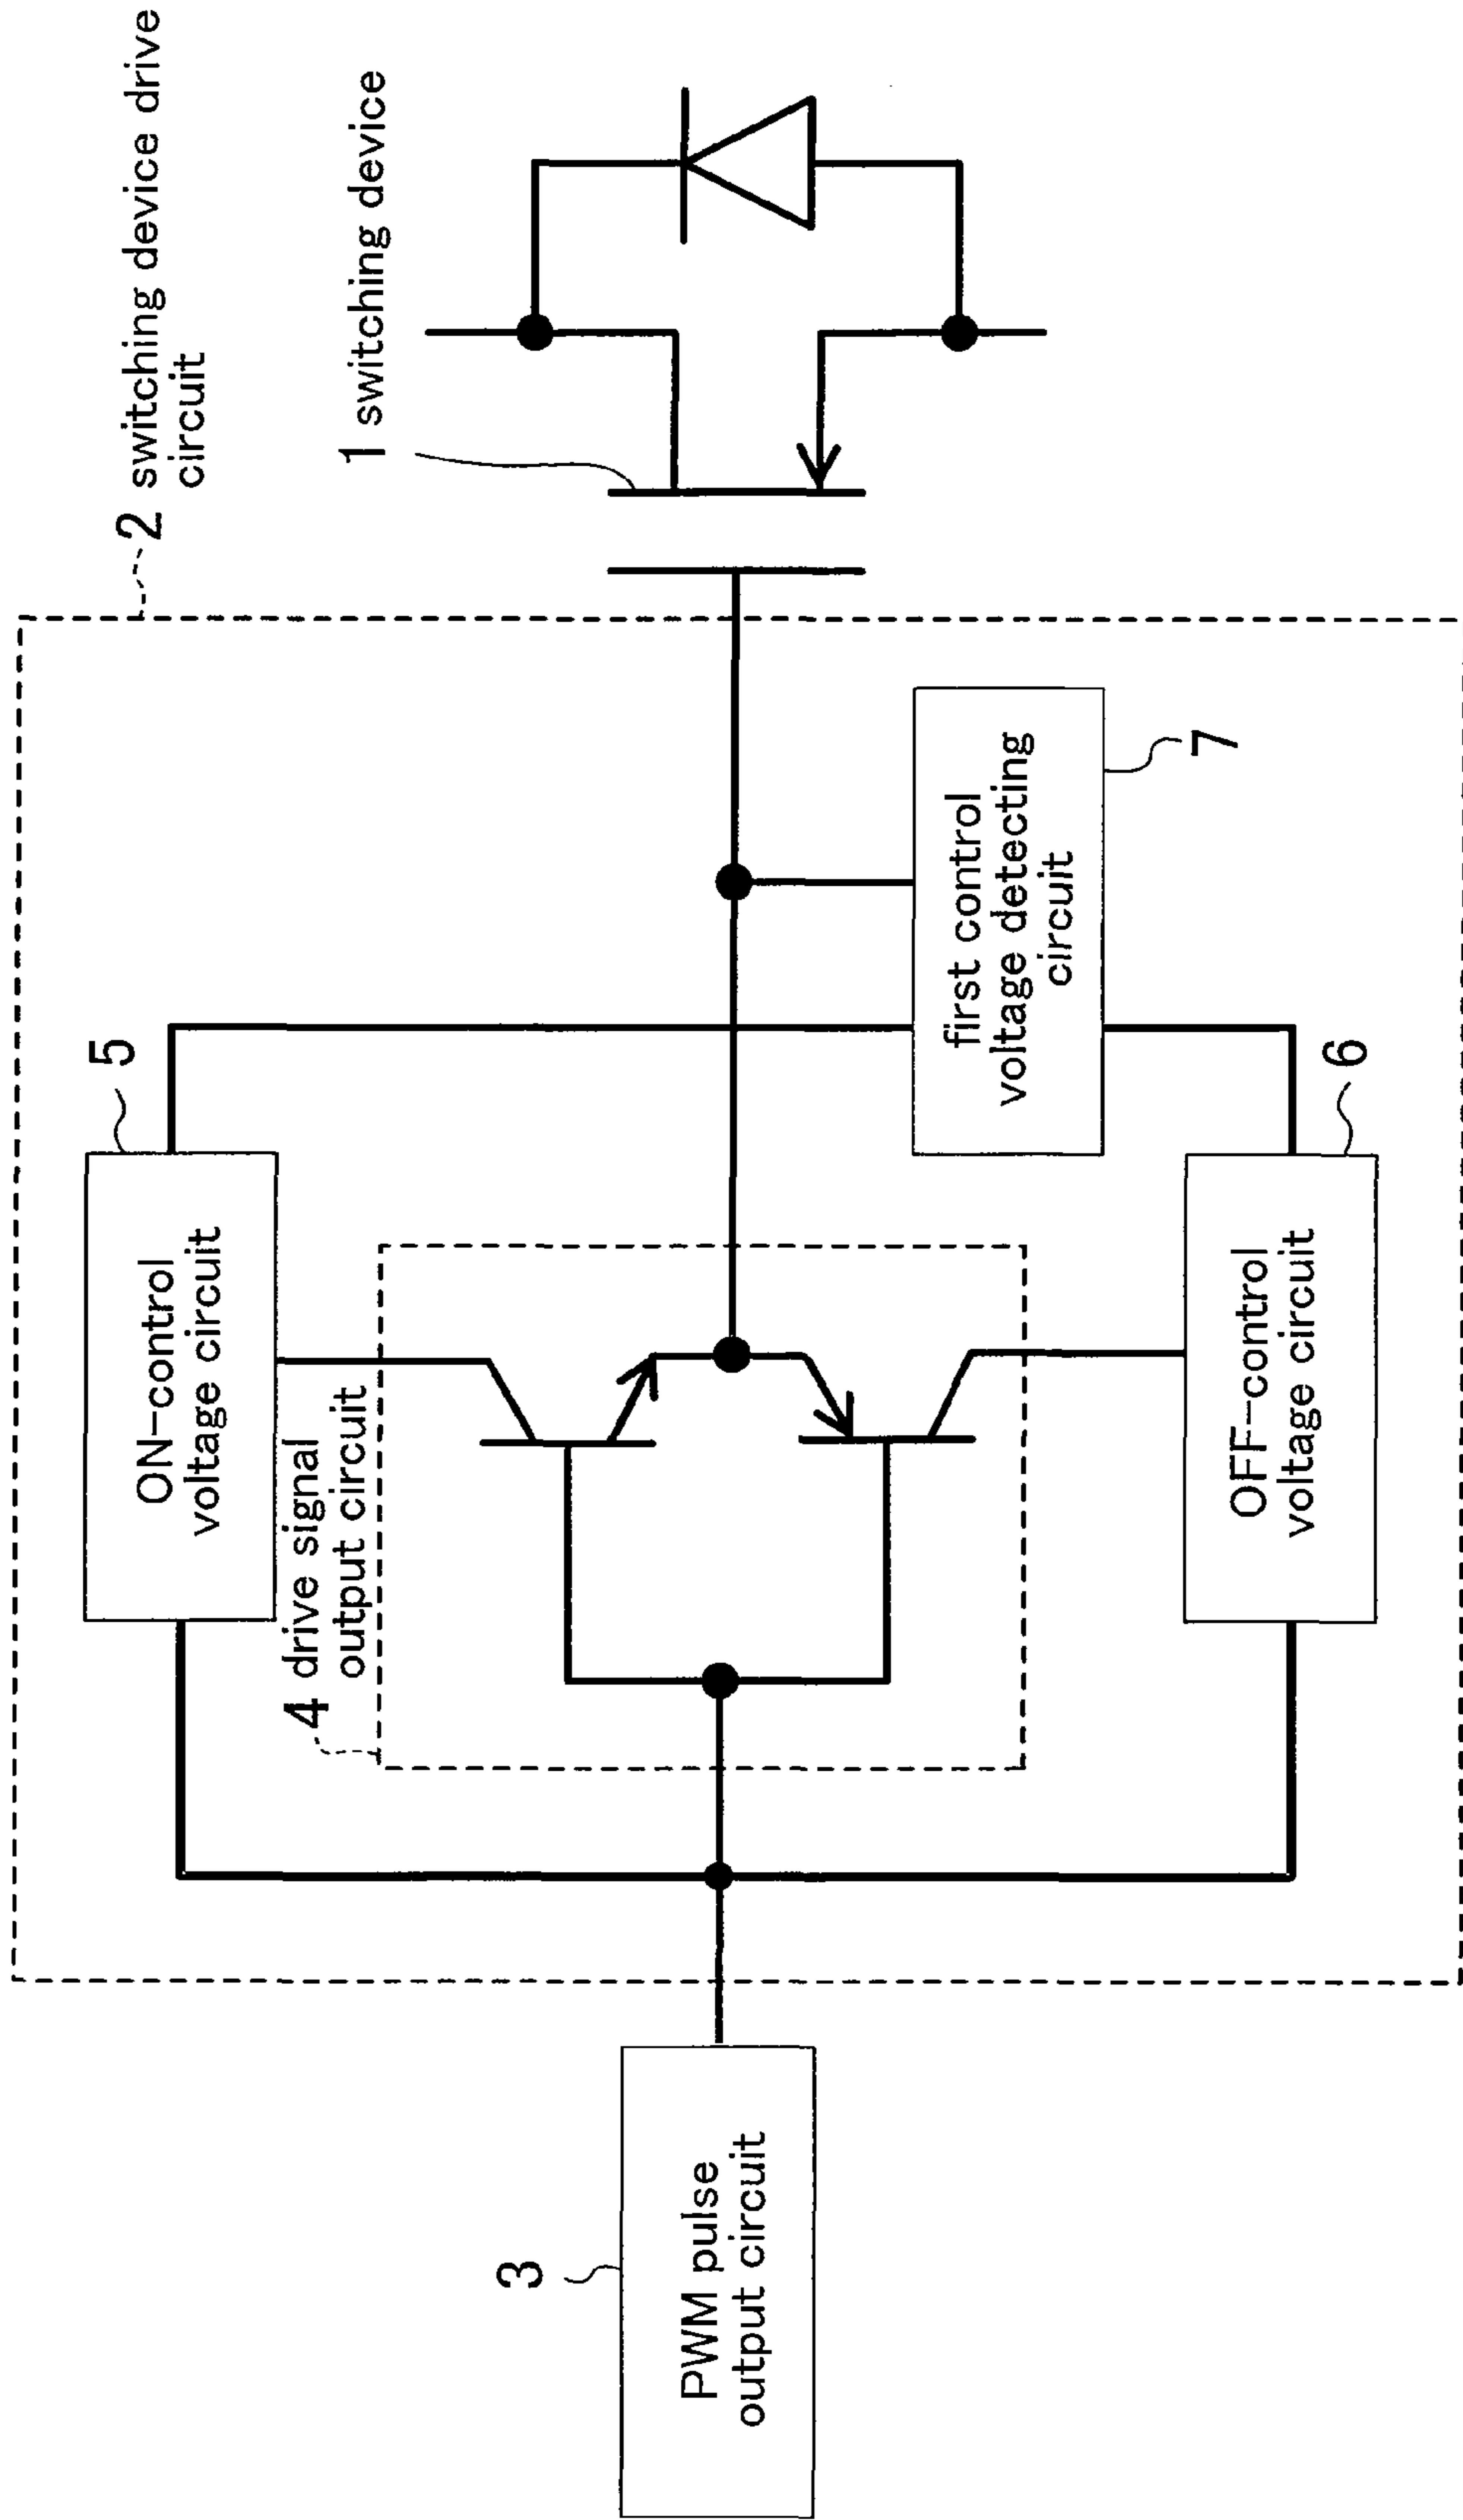 2 switching device drive
circuit
1 switching device
5
ON-control
voltage circuit
4 drive signal
output circuit
3
PWM pulse
output circuit
first control
voltage detecting
circuit
7
OFF-control
voltage circuit
6